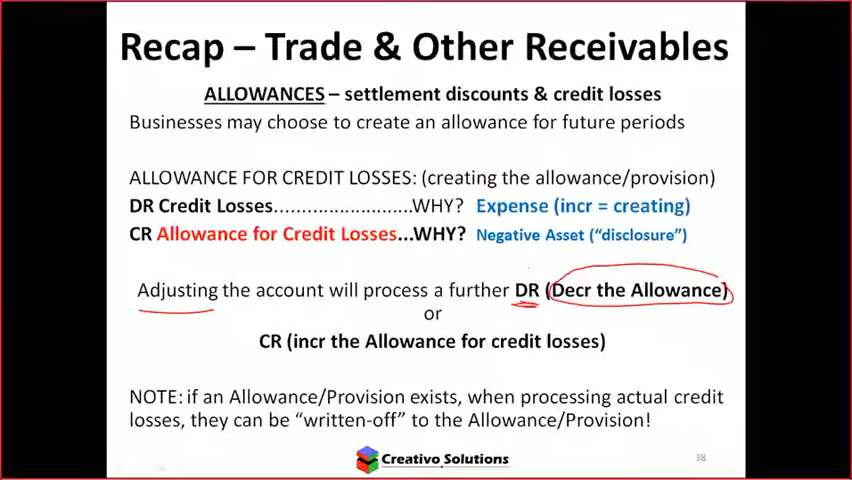 Recap – Trade & Other Receivables
ALLOWANCES – settlement discounts & credit losses
Businesses may choose to create an allowance for future periods
ALLOWANCE FOR CREDIT LOSSES: (creating the allowance/provision)
DR Credit Losses...........................WHY? Expense (incr = creating)
CR Allowance for Credit Losses...WHY? Negative Asset (“disclosure”)
Adjusting the account will process a further DR (Decr the Allowance)
or
CR (incr the Allowance for credit losses)
NOTE: if an Allowance/Provision exists, when processing actual credit
losses, they can be “written-off” to the Allowance/Provision!
Creativo Solutions
38